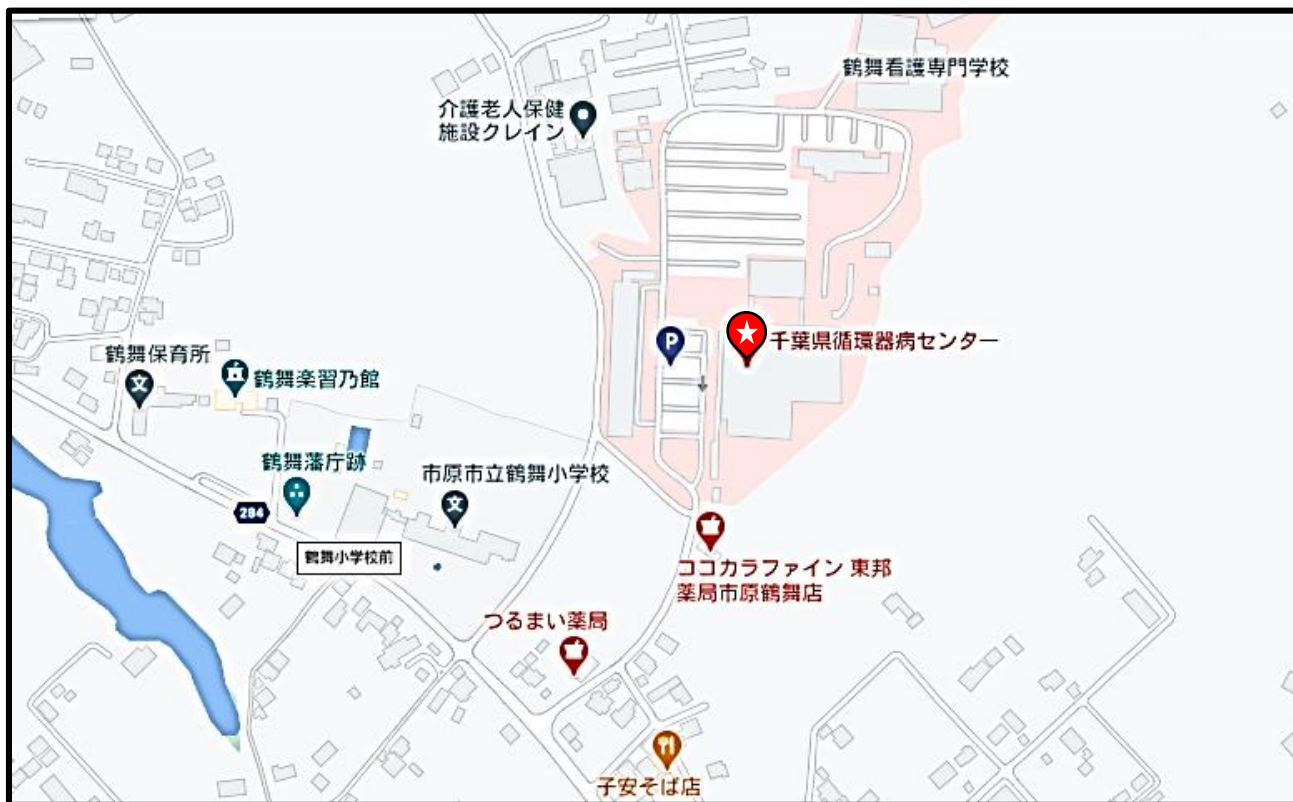 鶴舞看護専門学校
介護老人保健
施設クレイン
P
千葉県循環器病センター
鶴舞保育所
文
鶴舞楽習乃館
鶴舞藩庁跡
市原市立鶴舞小学校
文
284
鶴舞小学校前
ココカラファイン 東邦
薬局市原鶴舞店
つるまい薬局
子安そば店